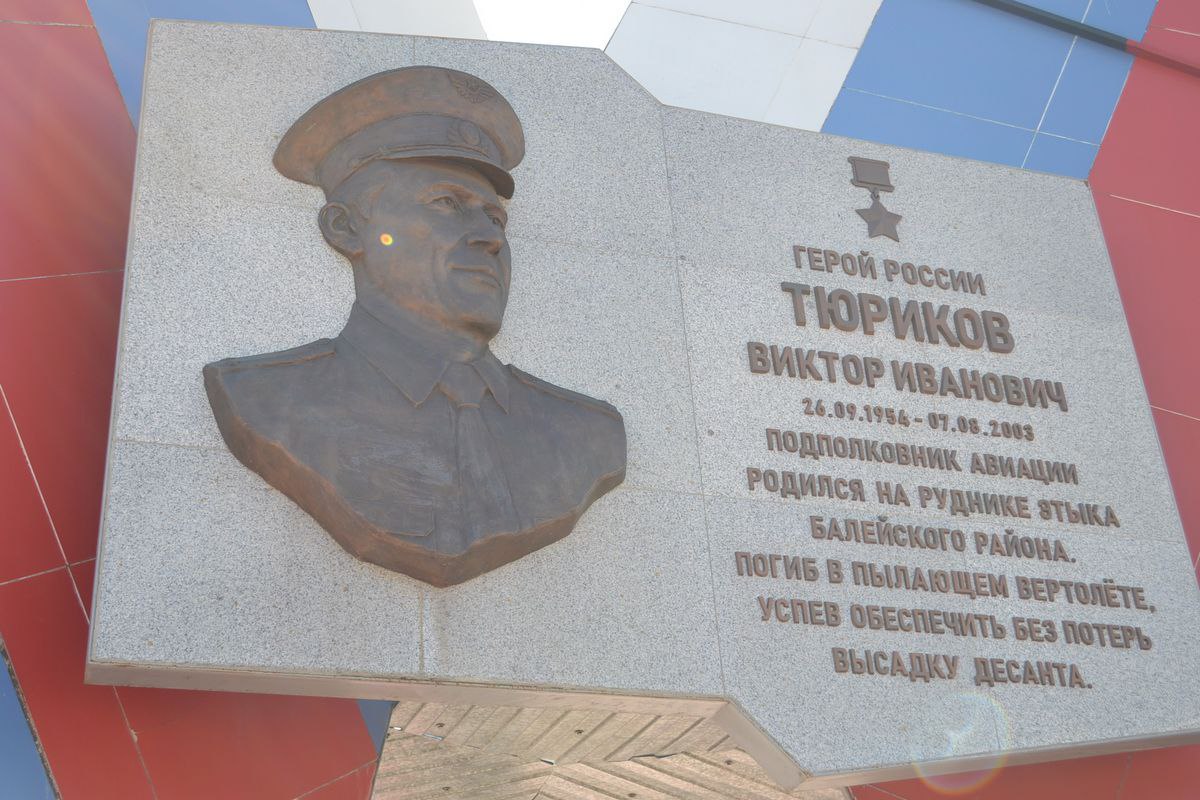 ГЕРОЙ РОССИИ
ТЮРИКОВ
ВИКТОР ИВАНОВИЧ
26.09.1954 - 07.08.2003
ПОДПОЛКОВНИК АВИАЦИИ
РОДИЛСЯ НА РУДНИКЕ ЭТЫКА
БАЛЕЙСКОГО РАЙОНА.
ПОГИБ В ПЫЛАЮЩЕМ ВЕРТОЛЁТЕ,
УСПЕВ ОБЕСПЕЧИТЬ БЕЗ ПОТЕРЬ
ВЫСАДКУ ДЕСАНТА.